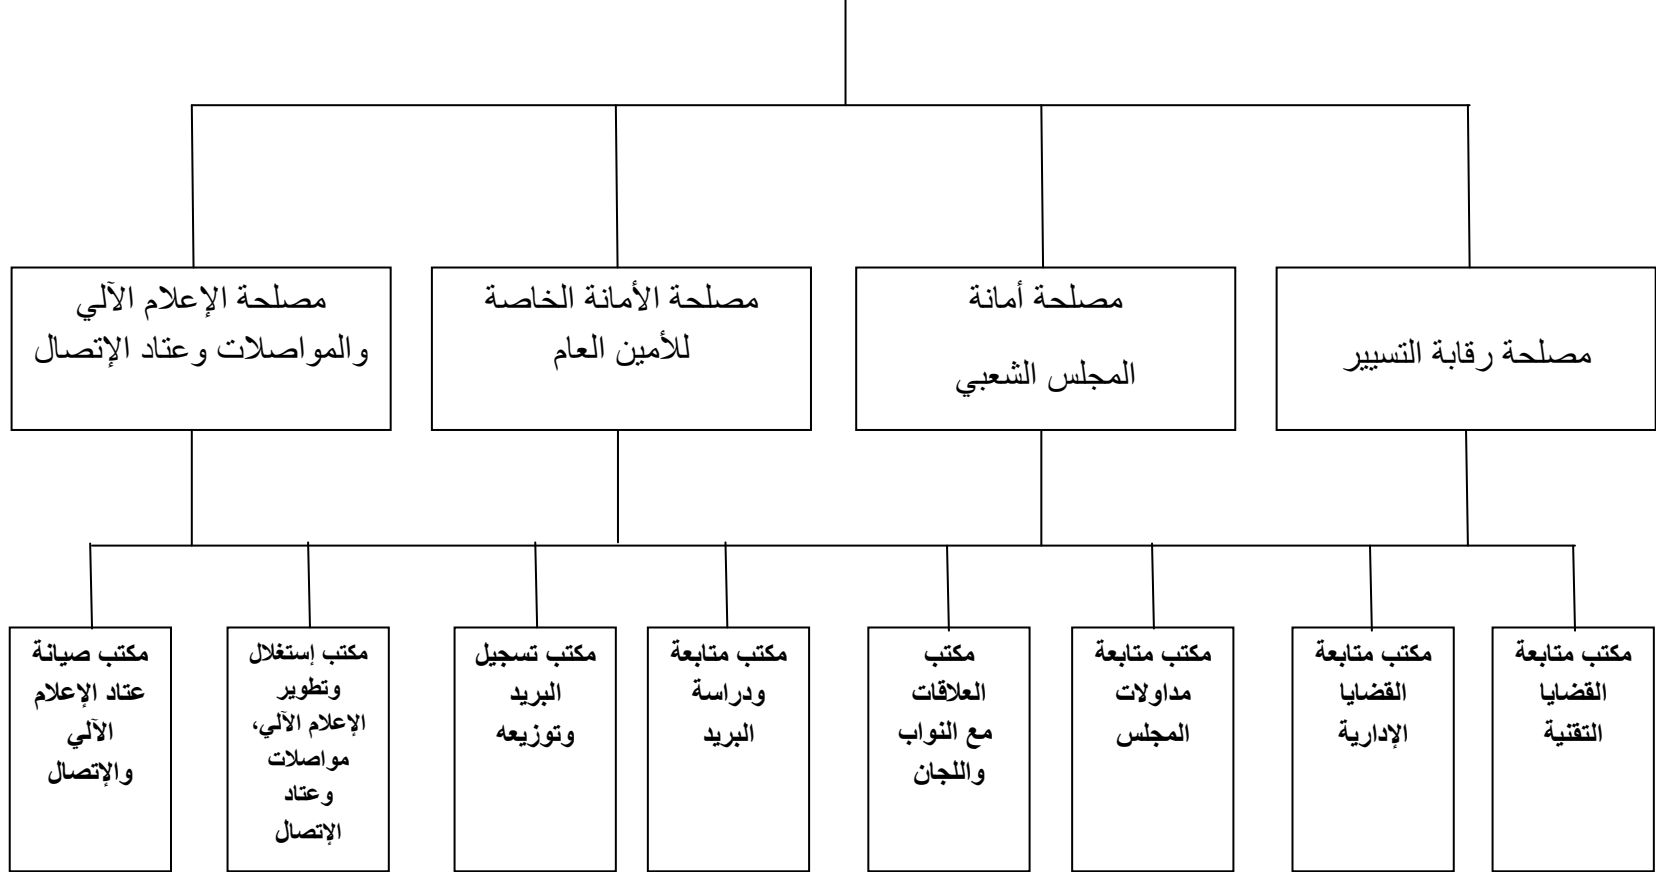 مصلحة رقابة التسيير
مصلحة أمانة
المجلس الشعبي
مصلحة الأمانة الخاصة
للأمين العام
مصلحة الإعلام الآلي
والمواصلات وعتاد الإتصال
مكتب متابعة
القضايا
التقنية
مكتب متابعة
القضايا
الإدارية
مكتب متابعة
مداولات
المجلس
مكتب
العلاقات
مع النواب
واللجان
مكتب متابعة
ودراسة
البريد
مكتب تسجيل
البريد
وتوزيعه
مكتب إستغلال
وتطوير
الإعلام الآلي،
مواصلات
وعتاد
الإتصال
مكتب صيانة
عتاد الإعلام
الآلي
والإتصال